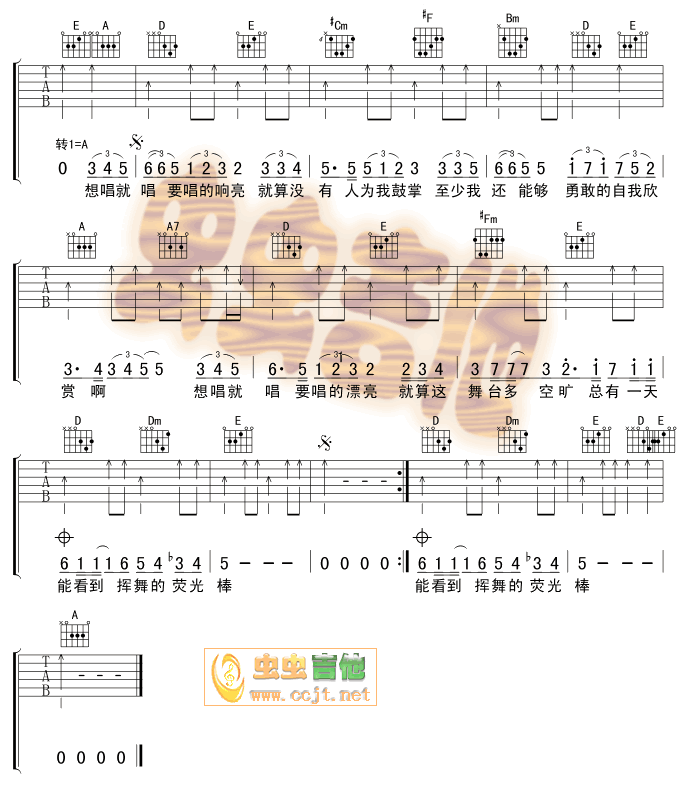 E A D E #Cm #F Bm D E
T A B
转1=A
0 3 4 5 6 6 5 1 2 3 2 3 3 4 5· 5 5 1 2 3 3 3 5 6 6 5 5 1 7 1 7 5 2
想唱就 唱 要唱的响亮 就算没 有 人为我鼓掌 至少我 还 能够 勇敢的自我欣
A A7 D E #Fm E
T A B
3· 4 3 4 5 5 3 4 5 6· 5 1 2 3 2 2 3 4 3 7 7 7 3 2· 1 7 1 1
赏 啊 想唱就 唱 要唱的漂亮 就算这 舞台多 空旷 总有一天
D Dm E D Dm E D E
T A B
6 1 1 1 6 5 4 b3 4 5 - - - 0 0 0 0 6 1 1 1 6 5 4 b3 4 5 - - -
能看到 挥舞的 荧光 棒 能看到 挥舞的 荧光 棒
A
T A B
虫虫吉他
www.ccjt.net
0 0 0 0